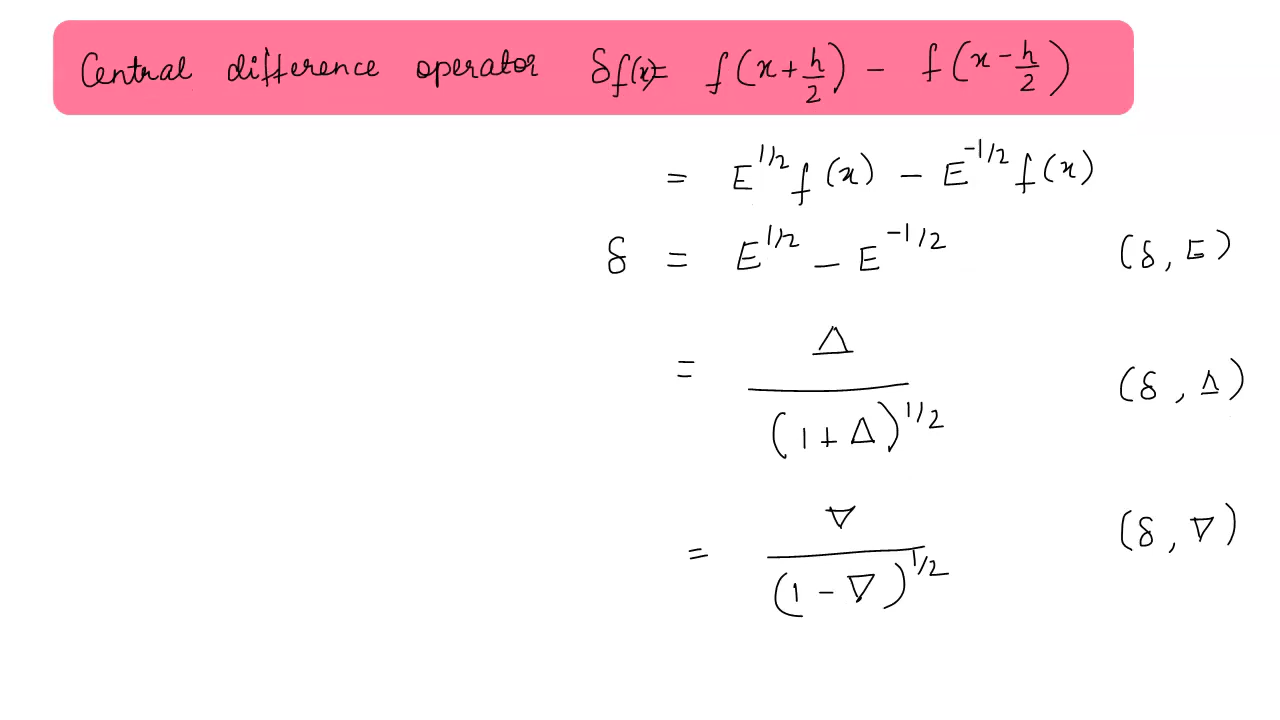 Central difference operator δf(x)= f(x+h/2) - f(x-h/2)
= E^1/2 f(x) - E^-1/2 f(x)
δ = E^1/2 - E^-1/2 (δ, E)
= Δ/(1+Δ)^1/2 (δ, Δ)
= ∇/(1-∇)^1/2 (δ, ∇)